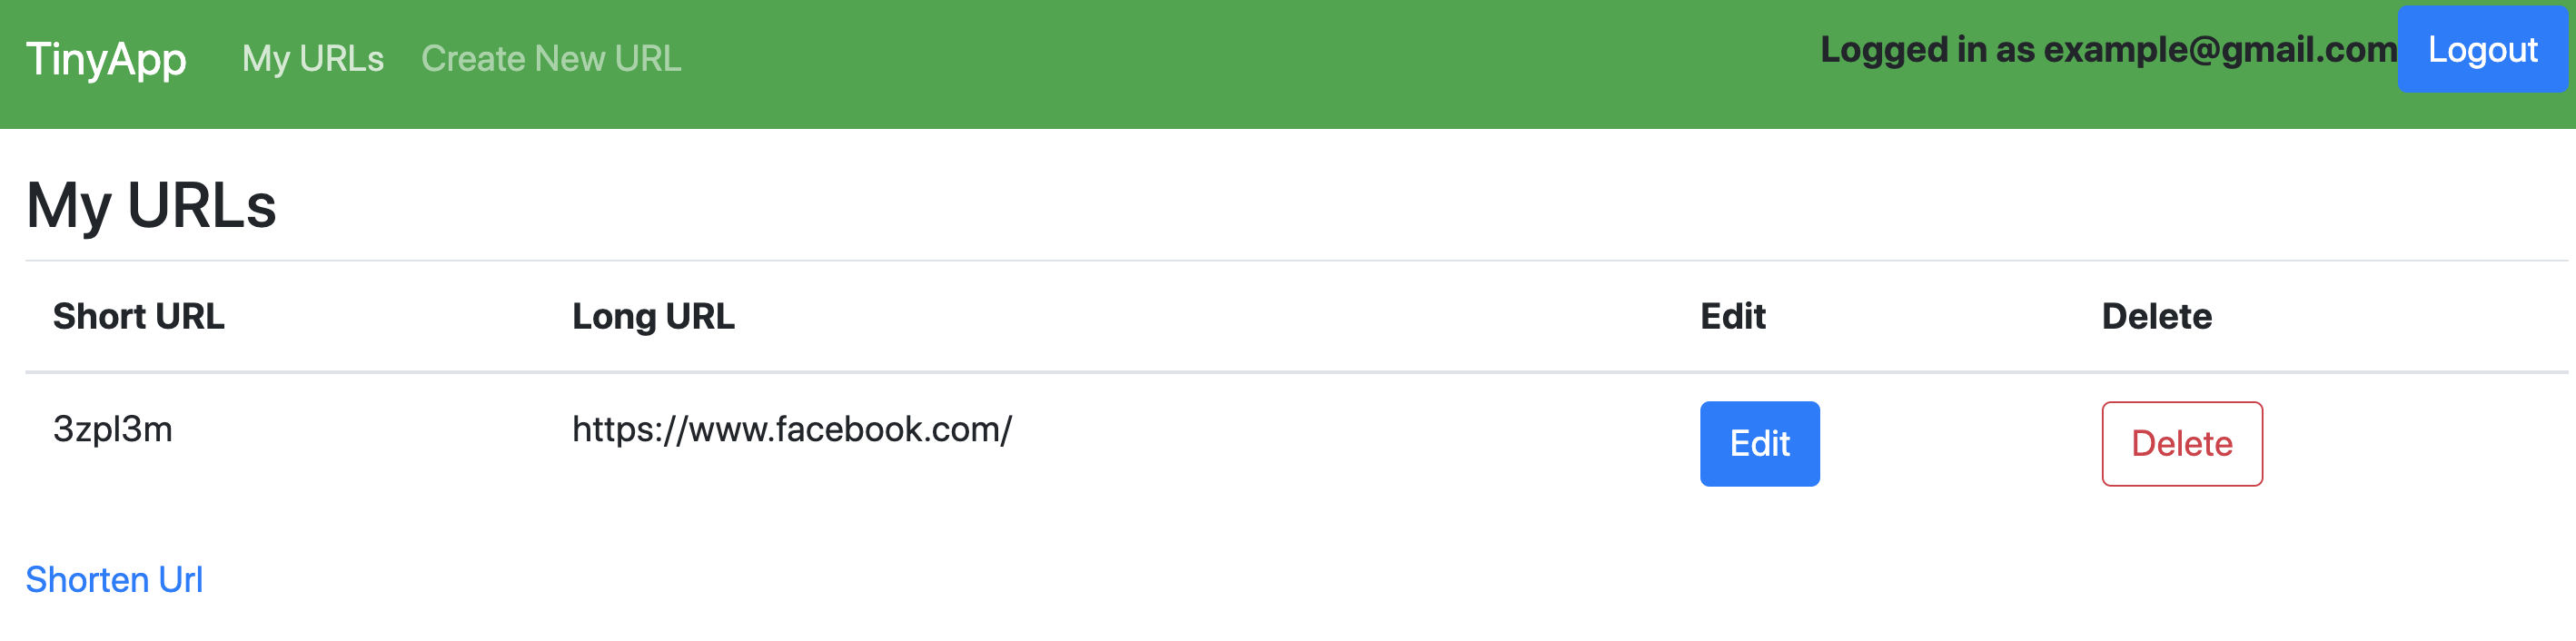 TinyApp My URLs Create New URL Logged in as example@gmail.com Logout
My URLs
Short URL Long URL Edit Delete
3zpl3m https://www.facebook.com/ Edit Delete
Shorten Url